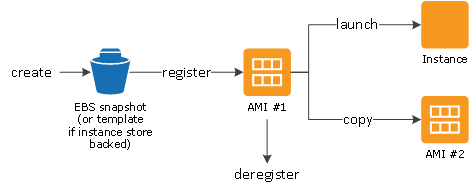 launch
Instance
create
register
EBS snapshot
(or template
if instance store
backed)
AMI #1
copy
AMI #2
deregister